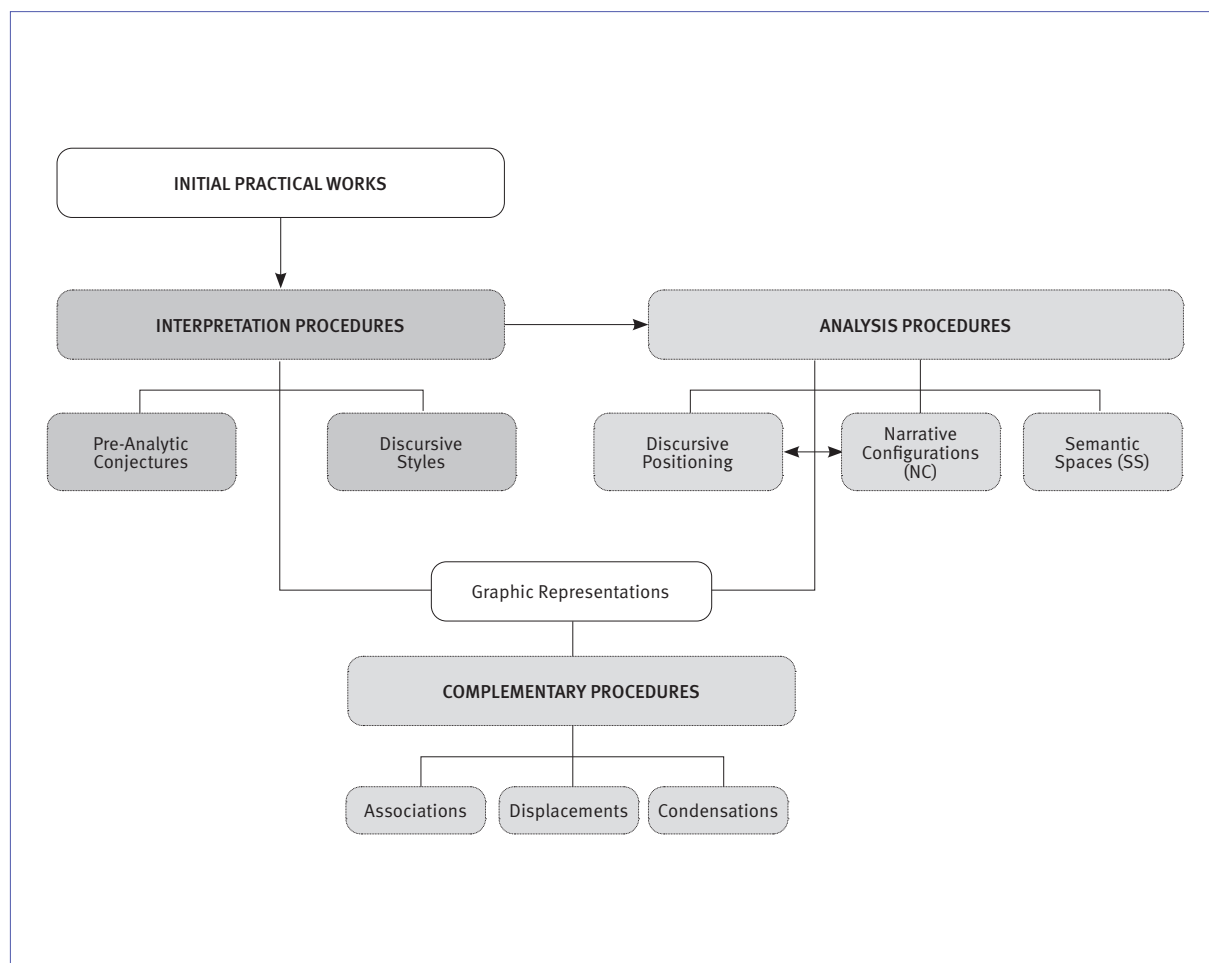 INITIAL PRACTICAL WORKS
INTERPRETATION PROCEDURES
ANALYSIS PROCEDURES
Pre-Analytic
Conjectures
Discursive
Styles
Discursive
Positioning
Narrative
Configurations
(NC)
Semantic
Spaces (SS)
Graphic Representations
COMPLEMENTARY PROCEDURES
Associations
Displacements
Condensations